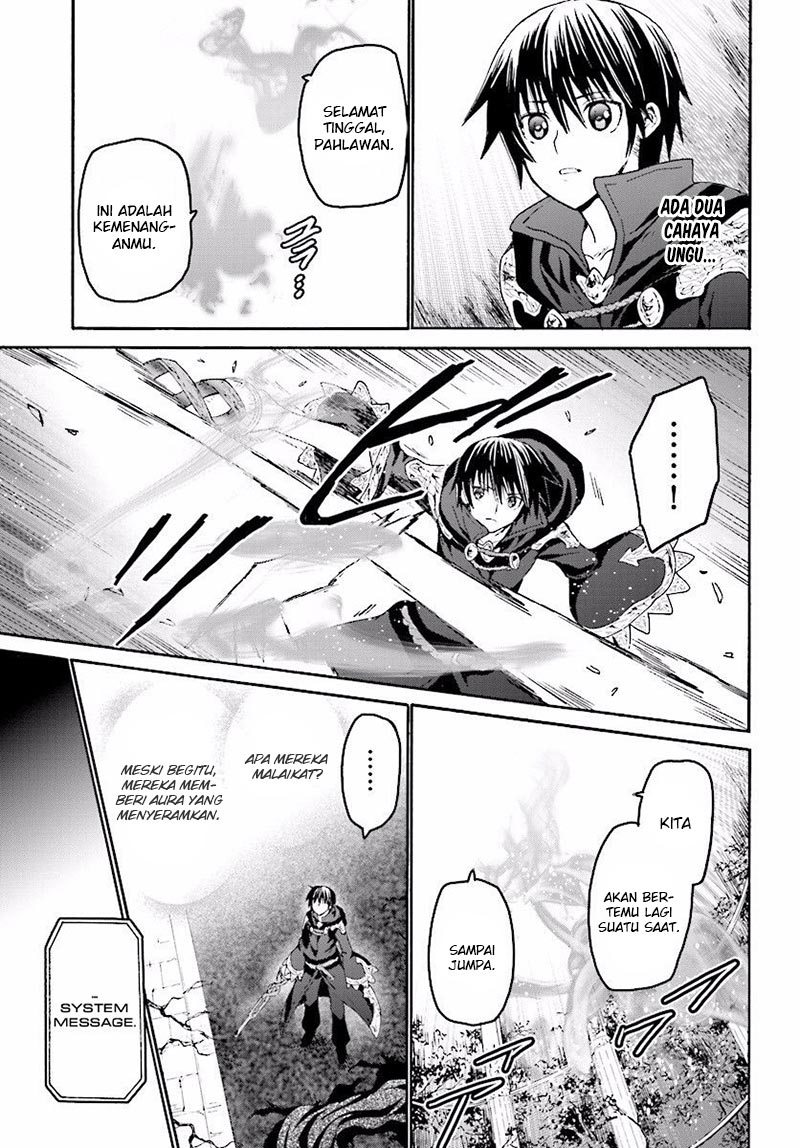 ADA DUA
CAHAYA
UNGU...
SELAMAT
TINGGAL,
PAHLAWAN.
INI ADALAH
KEMENANG-
ANMU.
......!
KITA
AKAN BER-
TEMU LAGI
SUATU SAAT.
SAMPAI
JUMPA.
......
APA MEREKA
MALAIKAT?
MESKI BEGITU,
MEREKA MEM-
BERI AURA YANG
MENYERAMKAN.
--
SYSTEM
MESSAGE.